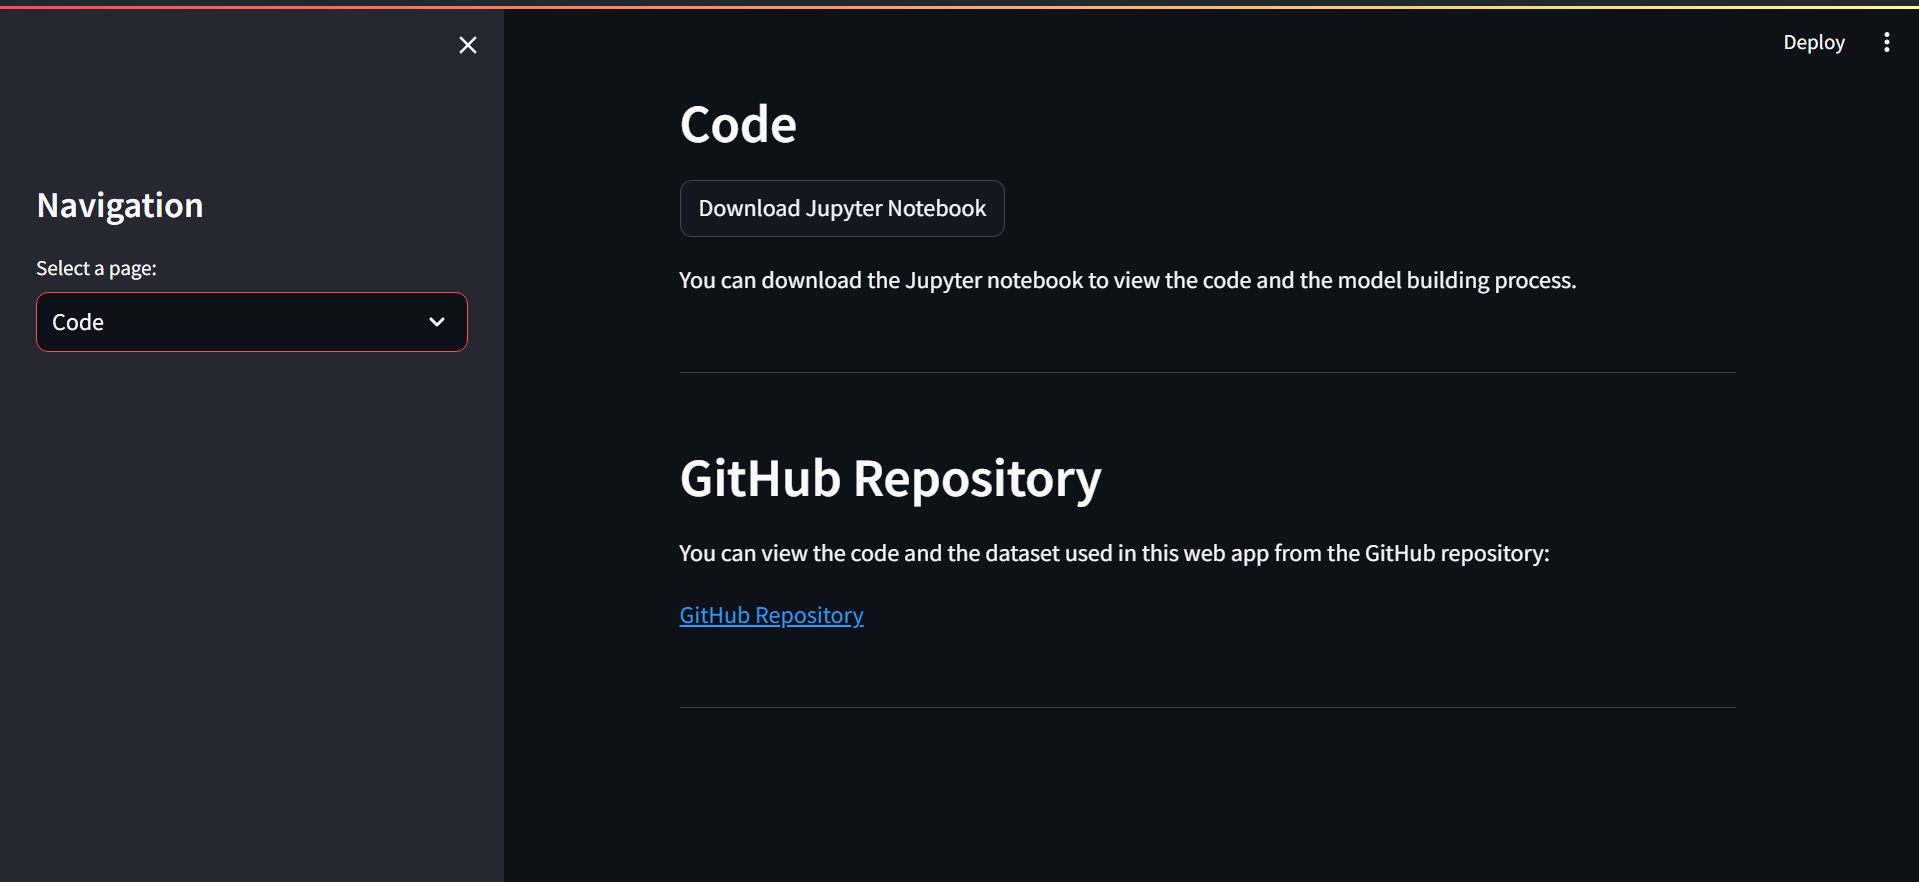 Deploy
Navigation
Select a page:
Code
Code
Download Jupyter Notebook
You can download the Jupyter notebook to view the code and the model building process.
GitHub Repository
You can view the code and the dataset used in this web app from the GitHub repository:
GitHub Repository